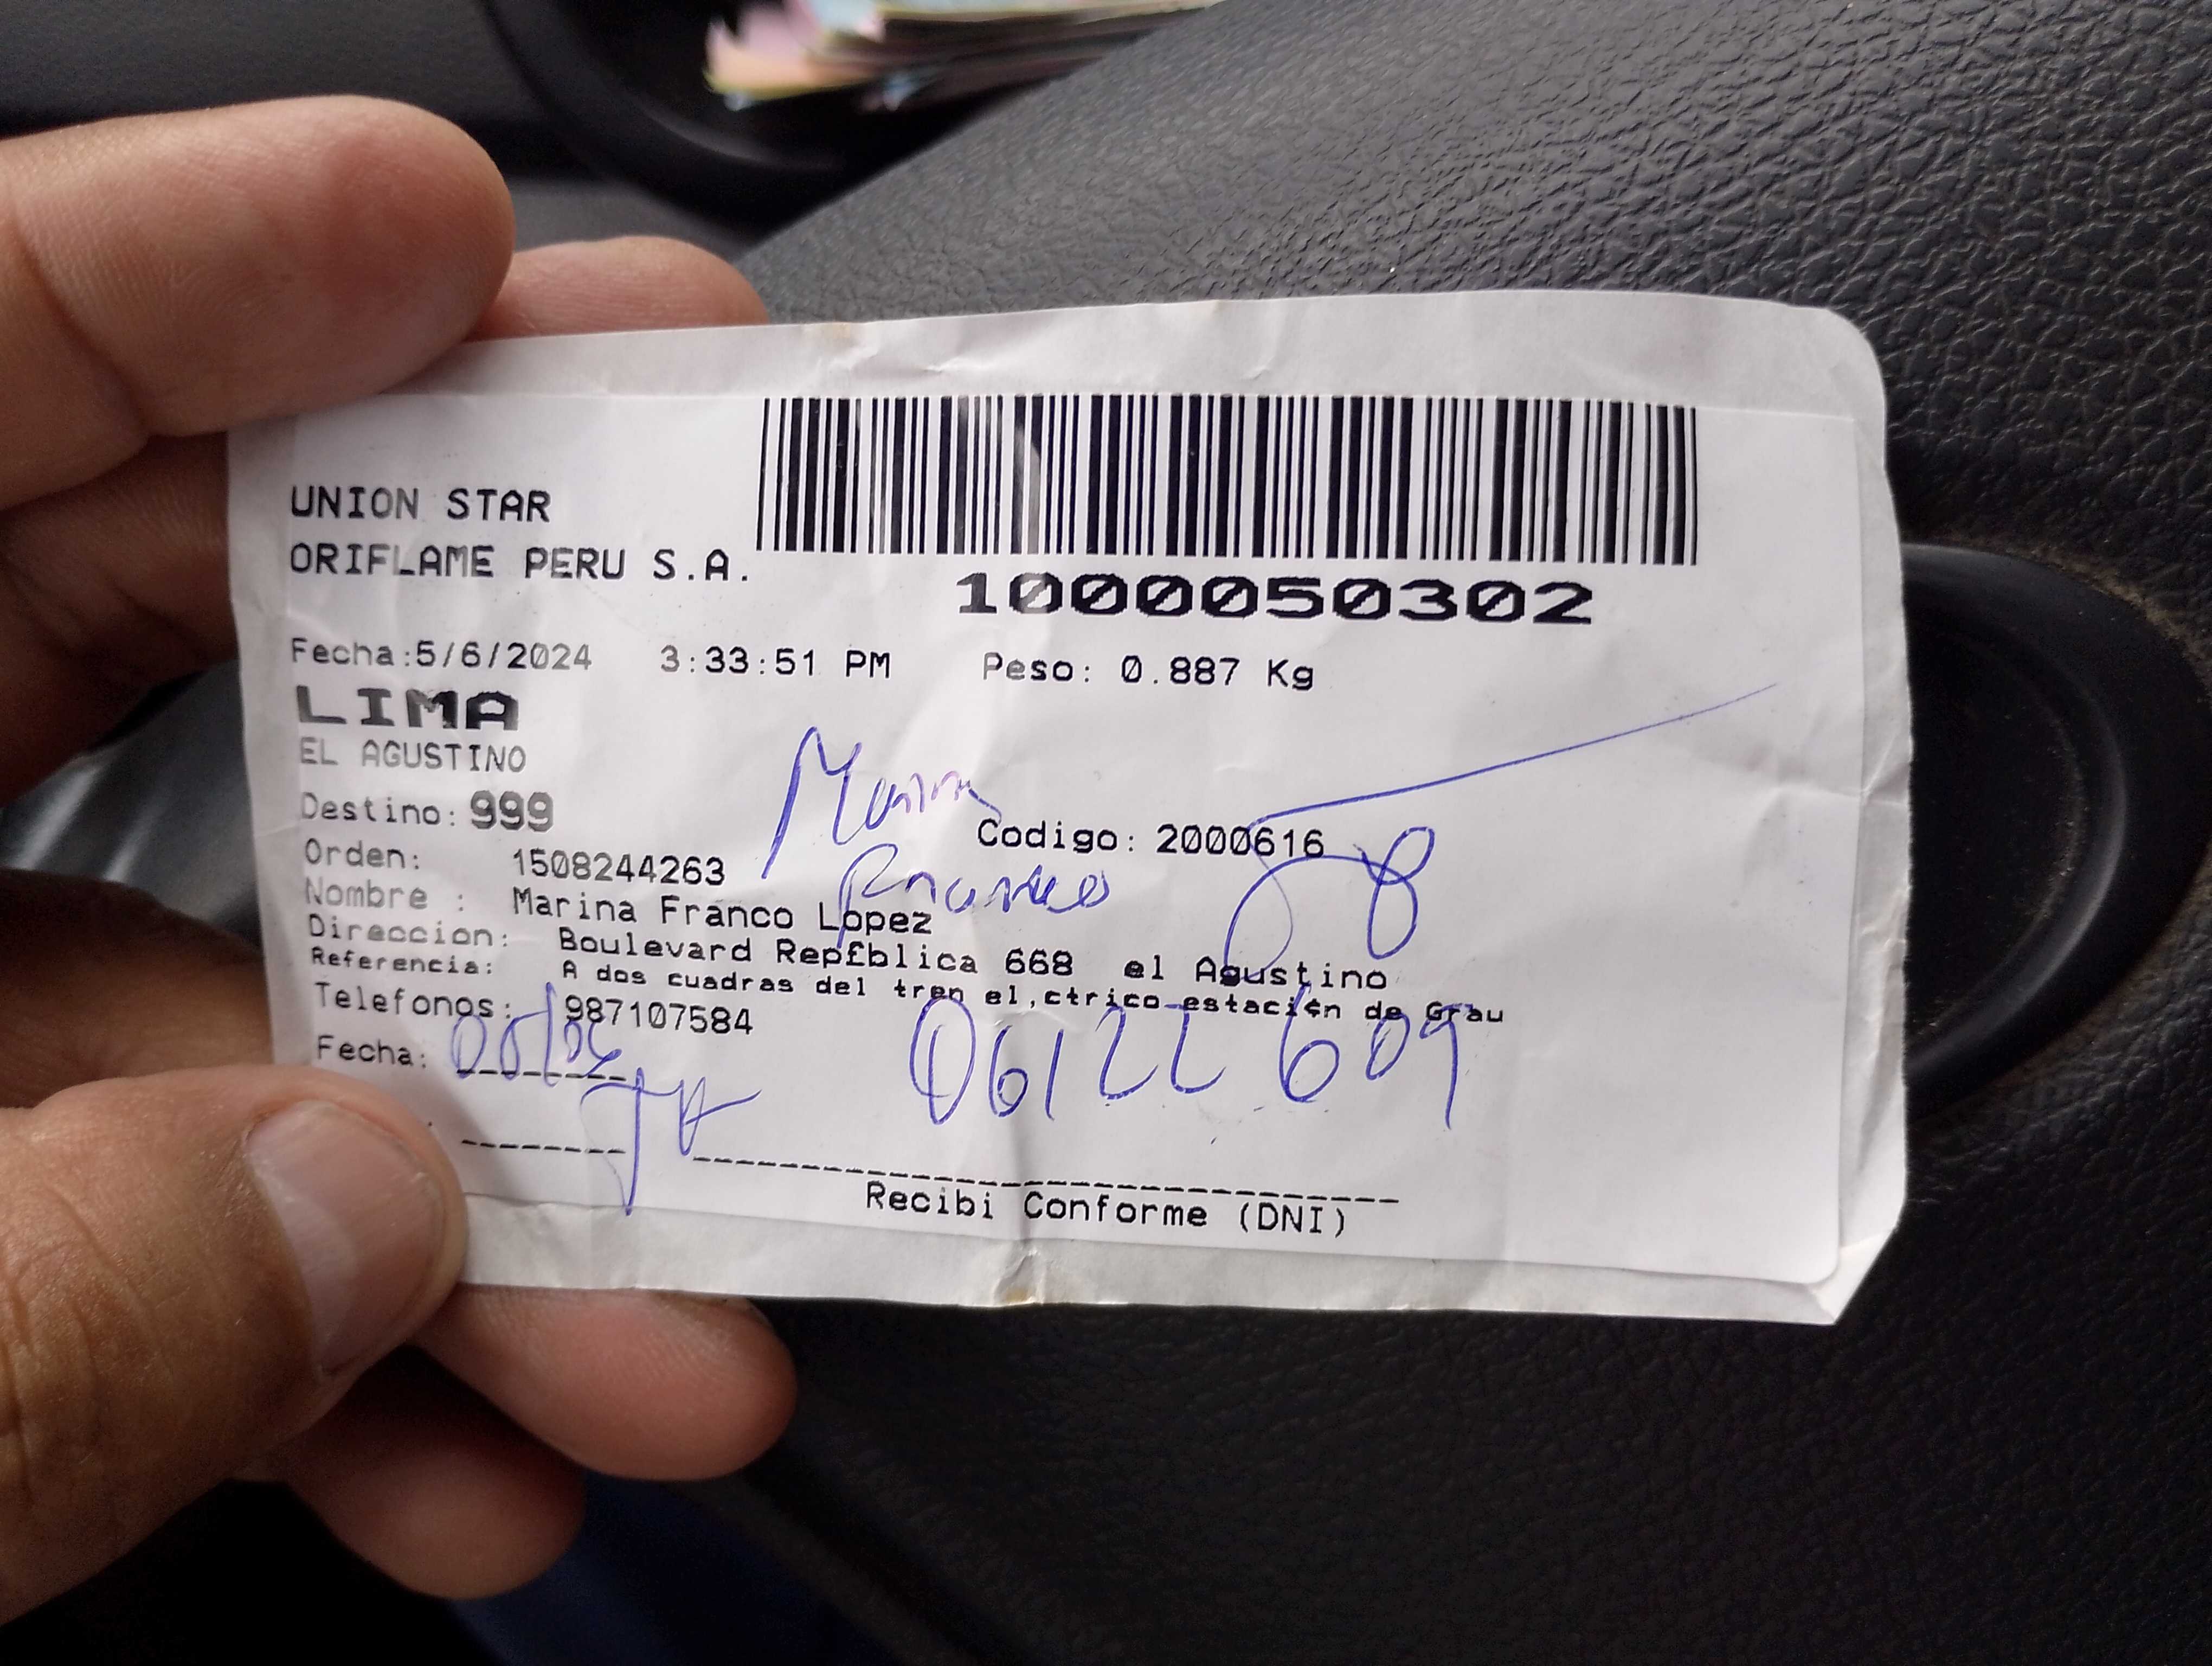 UNION STAR
ORIFLAME PERU S.A.
1000050302
Fecha:5/6/2024 3:33:51 PM Peso: 0.887 Kg
LIMA
EL AGUSTINO
Destino: 999
Codigo: 2000616
Orden: 1508244263
Nombre : Marina Franco Lopez
Direccion: Boulevard Rep£blica 668 el Agustino
Referencia: A dos cuadras del tren el,ctrico estaci¢n de Grau
Telefonos: 987107584
Fecha:
06122609
Recibi Conforme (DNI)